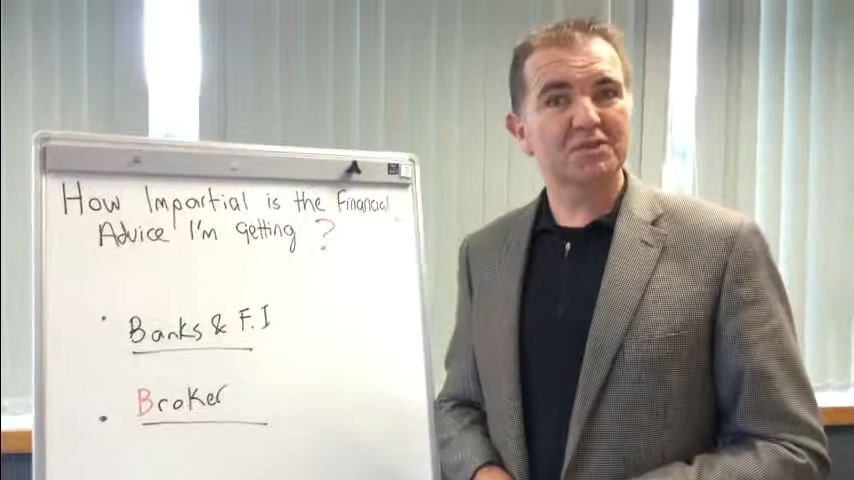 How Impartial is the Financial
Advice I'm getting ?
• Banks & F.I
• Broker